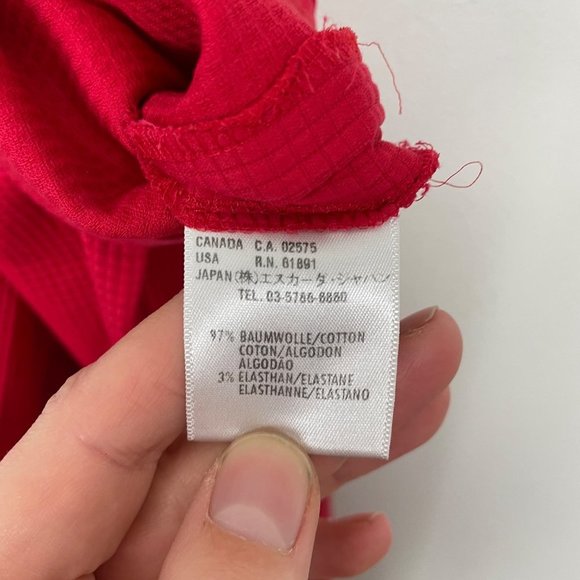 CANADA C.A. 02575
USA R.N. 61891
JAPAN (株)エスカーダ・ジャパン
TEL. 03-5766-6880
97% BAUMWOLLE/COTTON
COTON/ALGODON
ALGODÃO
3% ELASTHAN/ELASTANE
ELASTHANNE/ELASTANO